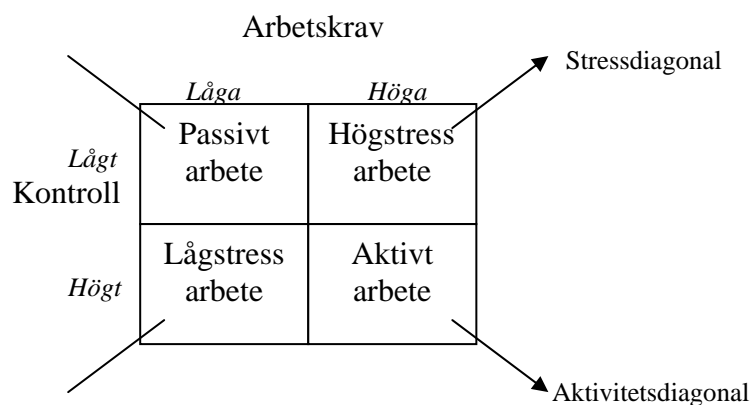 Arbetskrav
Stressdiagonal
Låga Höga
Passivt Högstress
arbete arbete
Lågt
Kontroll
Lågstress Aktivt
arbete arbete
Högt
Aktivitetsdiagonal